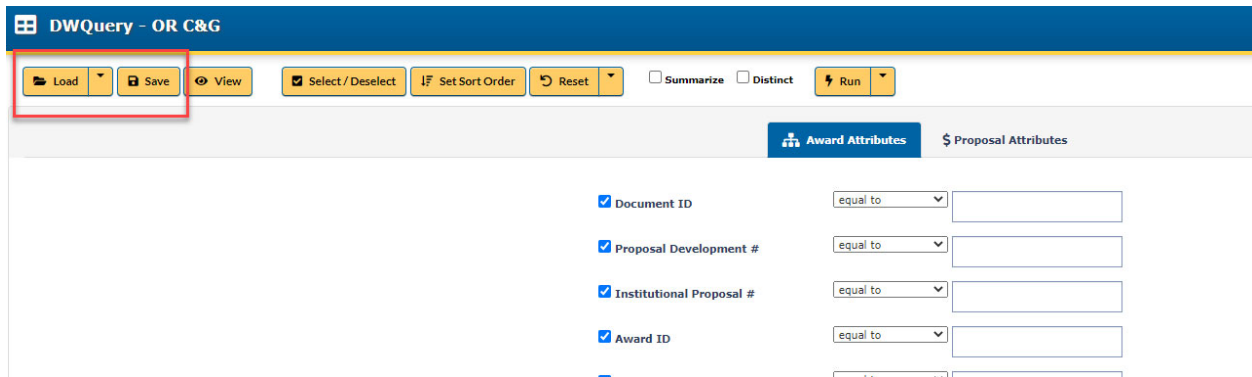 DWQuery - OR C&G
Load Save View Select / Deselect Set Sort Order Reset Summarize Distinct Run
Award Attributes $ Proposal Attributes
Document ID equal to
Proposal Development # equal to
Institutional Proposal # equal to
Award ID equal to